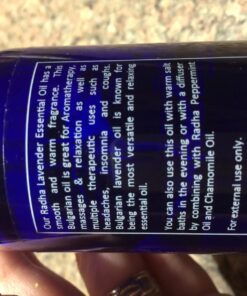 Our Radha Lavender Essential Oil has a
smooth and warm fragrance. This
Bulgarian oil is great for Aromatherapy,
massages & relaxation as well as
multiple therapeutic uses such as
headaches, insomnia and coughs.
Bulgarian lavender oil is known for
being the most versatile and relaxing
essential oil.
You can also use this oil with warm salt
baths in the evening or with a diffuser
by combining with Radha Peppermint
Oil and Chamomile Oil.
For external use only.